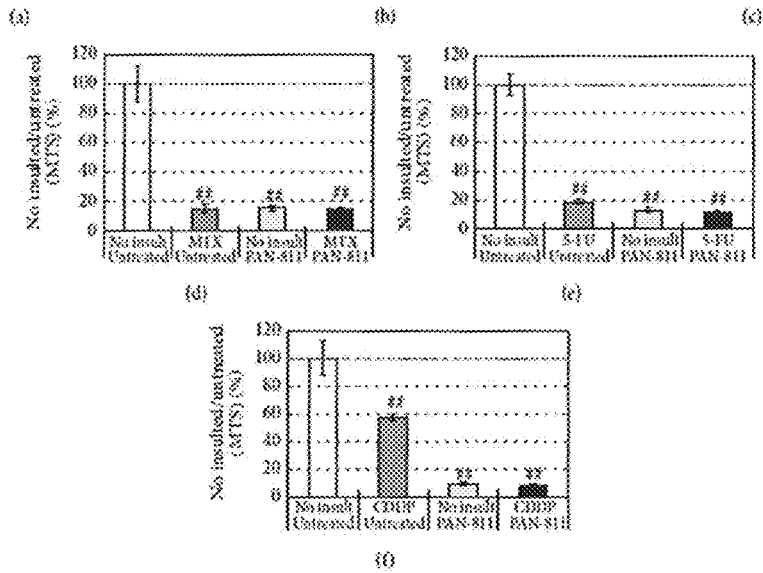 (a) (b) (c)
No insulted/untreated
(MTS) (%)
120
100
80
60
40
20
0
##
##
##
No insult
Untreated
MTX
Untreated
No insult
PAN-811
MTX
PAN-811
(d)
No insulted/untreated
(MTS) (%)
120
100
80
60
40
20
0
##
##
##
No insult
Untreated
5-FU
Untreated
No insult
PAN-811
5-FU
PAN-811
(e)
No insulted/untreated
(MTS) (%)
120
100
80
60
40
20
0
##
##
##
No insult
Untreated
CDDP
Untreated
No insult
PAN-811
CDDP
PAN-811
(f)